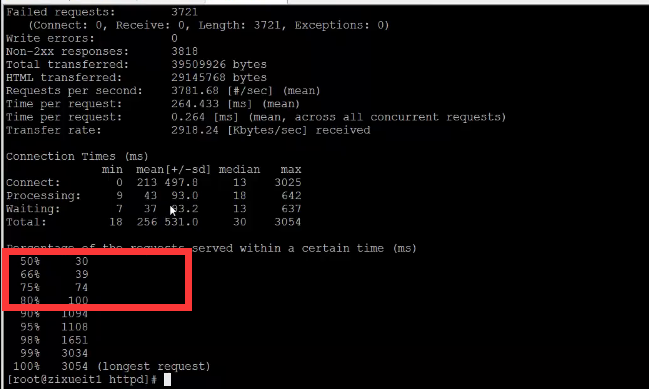 Failed requests: 3721
(Connect: 0, Receive: 0, Length: 3721, Exceptions: 0)
Write errors: 0
Non-2xx responses: 3818
Total transferred: 39509926 bytes
HTML transferred: 29145768 bytes
Requests per second: 3781.68 [#/sec] (mean)
Time per request: 264.433 [ms] (mean)
Time per request: 0.264 [ms] (mean, across all concurrent requests)
Transfer rate: 2918.24 [Kbytes/sec] received
Connection Times (ms)
min mean[+/-sd] median max
Connect: 0 213 497.8 13 3025
Processing: 9 43 93.0 18 642
Waiting: 7 37 93.2 13 637
Total: 18 256 531.0 30 3054
Percentage of the requests served within a certain time (ms)
50% 30
66% 39
75% 74
80% 100
90% 1094
95% 1108
98% 1651
99% 3034
100% 3054 (longest request)
[root@zixueit1 httpd]#